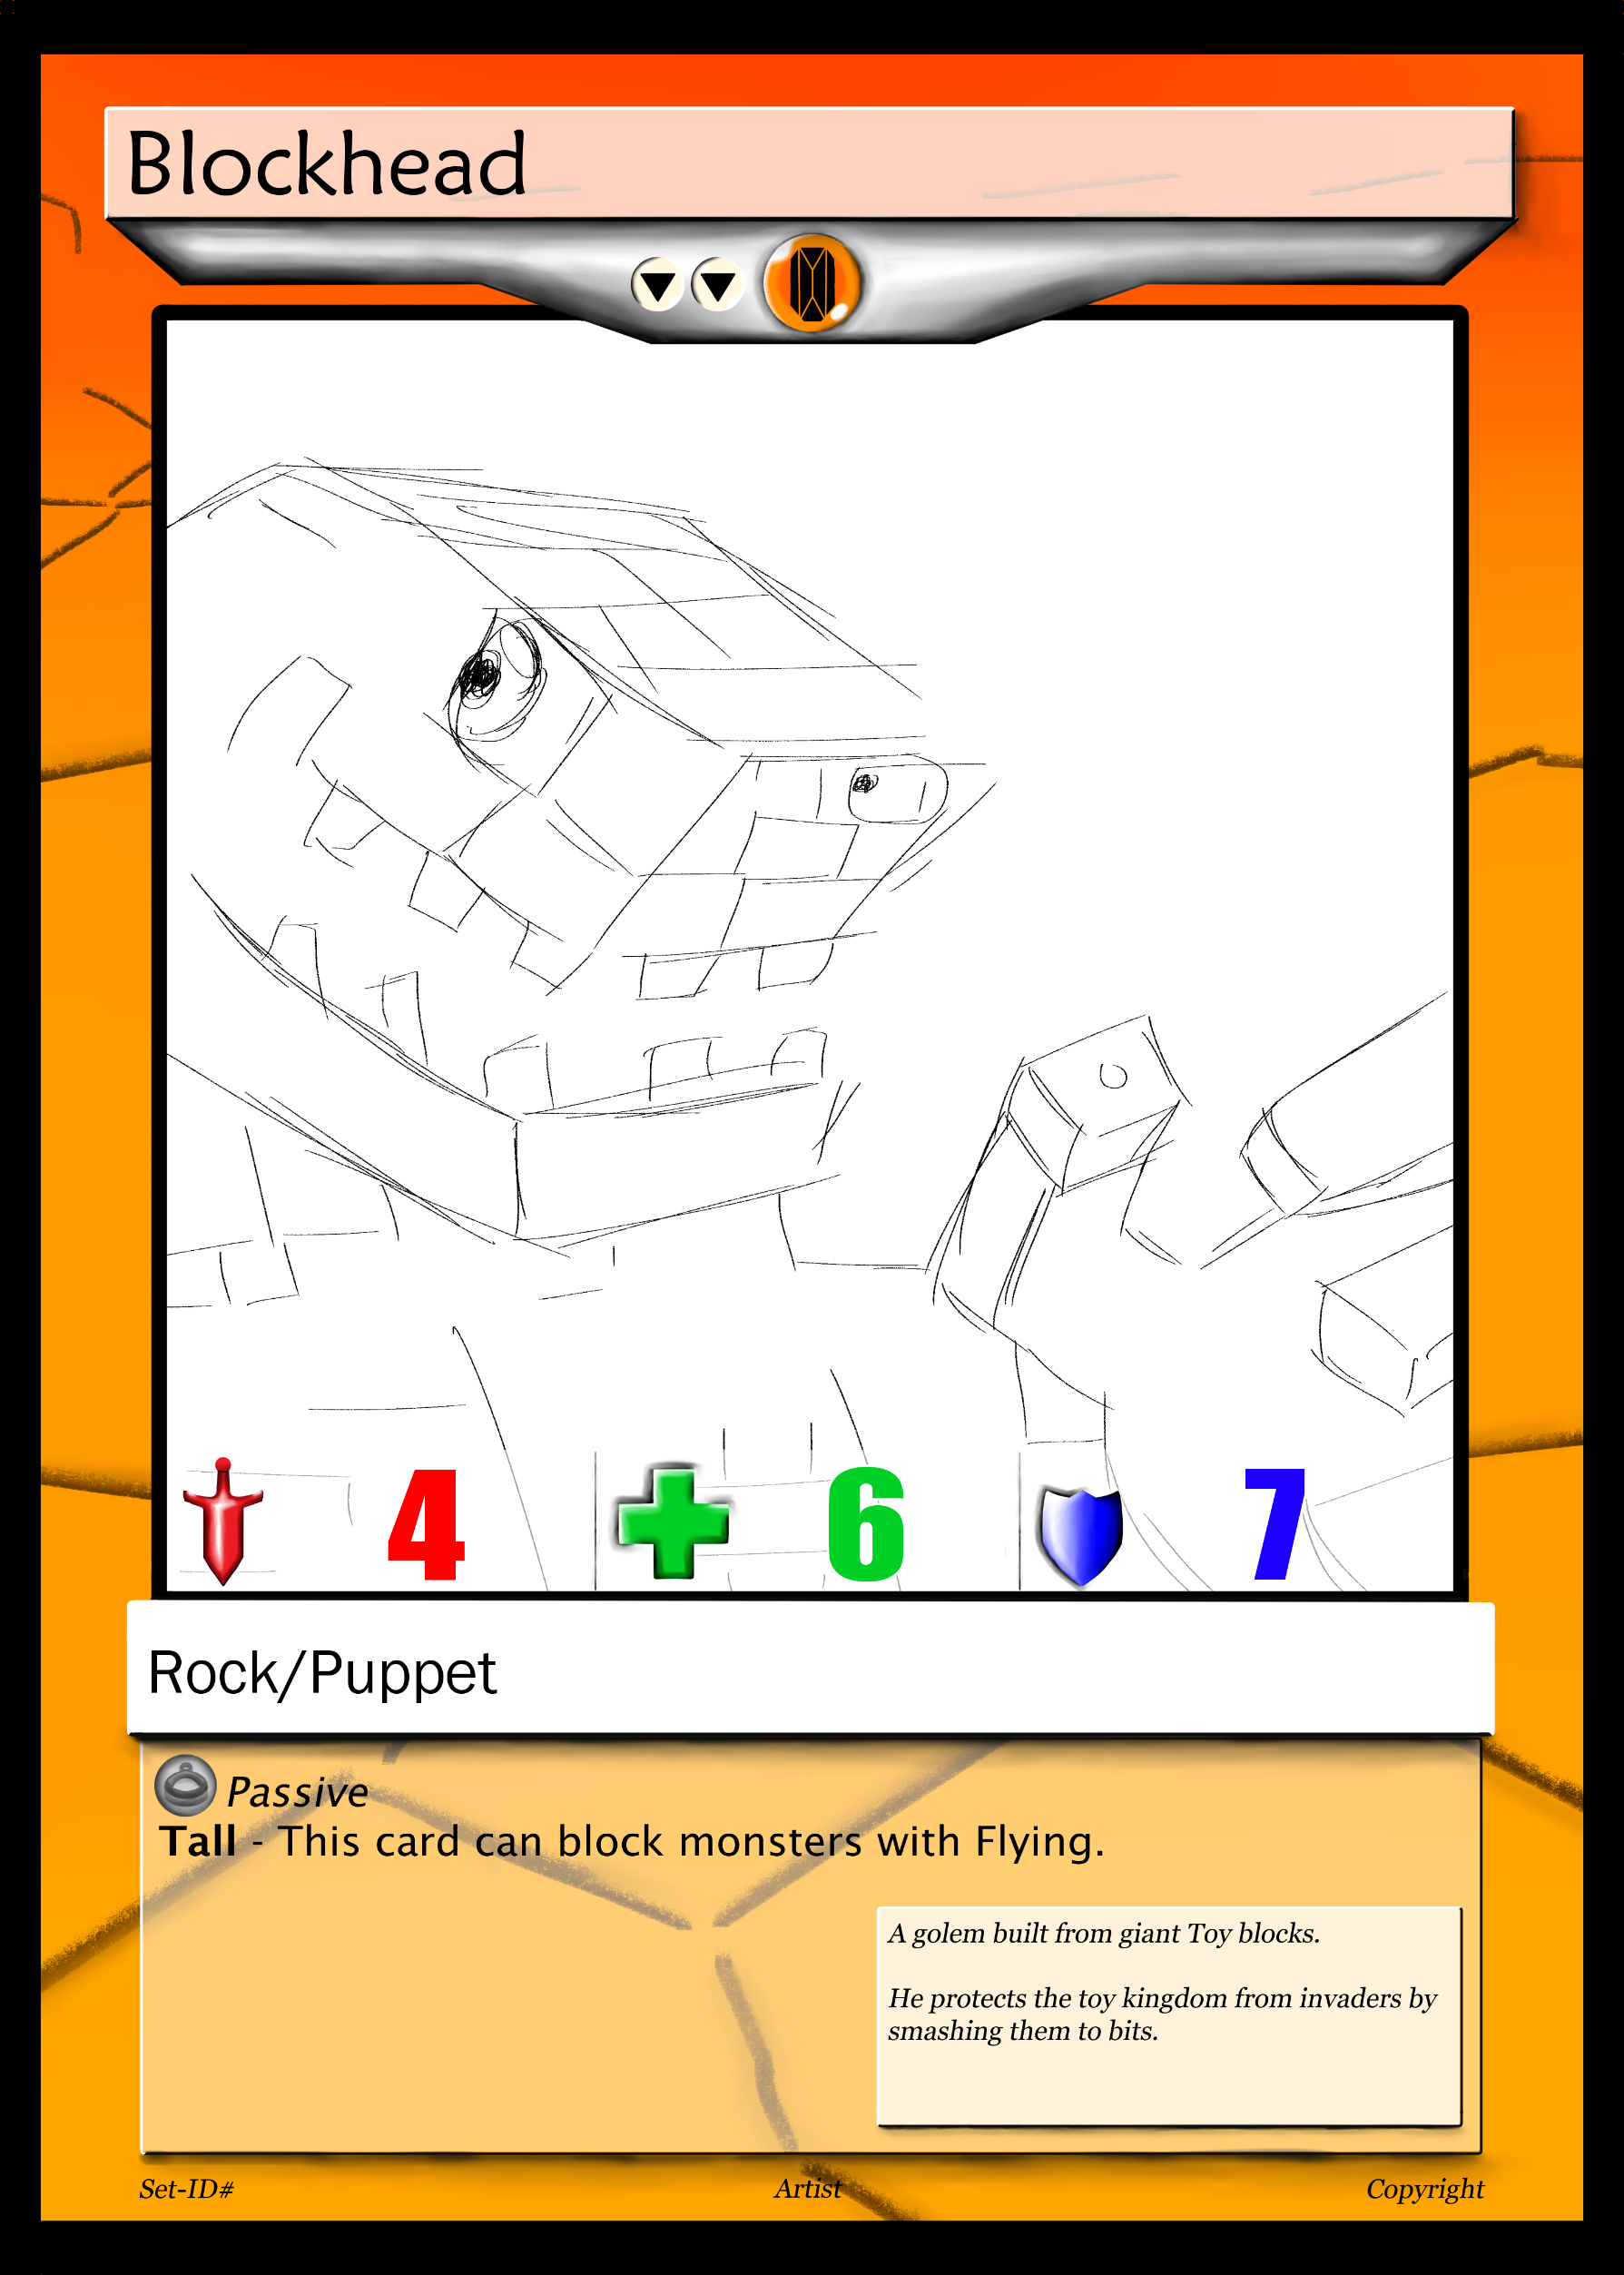 Blockhead
4 6 7
Rock/Puppet
Passive
Tall - This card can block monsters with Flying.
A golem built from giant Toy blocks.
He protects the toy kingdom from invaders by
smashing them to bits.
Set-ID# Artist Copyright